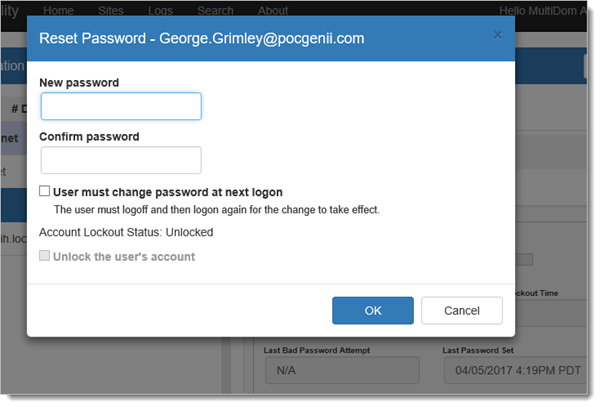 lity Home Sites Logs Search About Hello MultiDom A
Reset Password - George.Grimley@pocgenii.com ×
ation
New password
# D
net
Confirm password
et
User must change password at next logon
The user must logoff and then logon again for the change to take effect.
Account Lockout Status: Unlocked
ih.loc
Unlock the user's account
ckout Time
OK Cancel
Last Bad Password Attempt Last Password Set
N/A 04/05/2017 4:19PM PDT